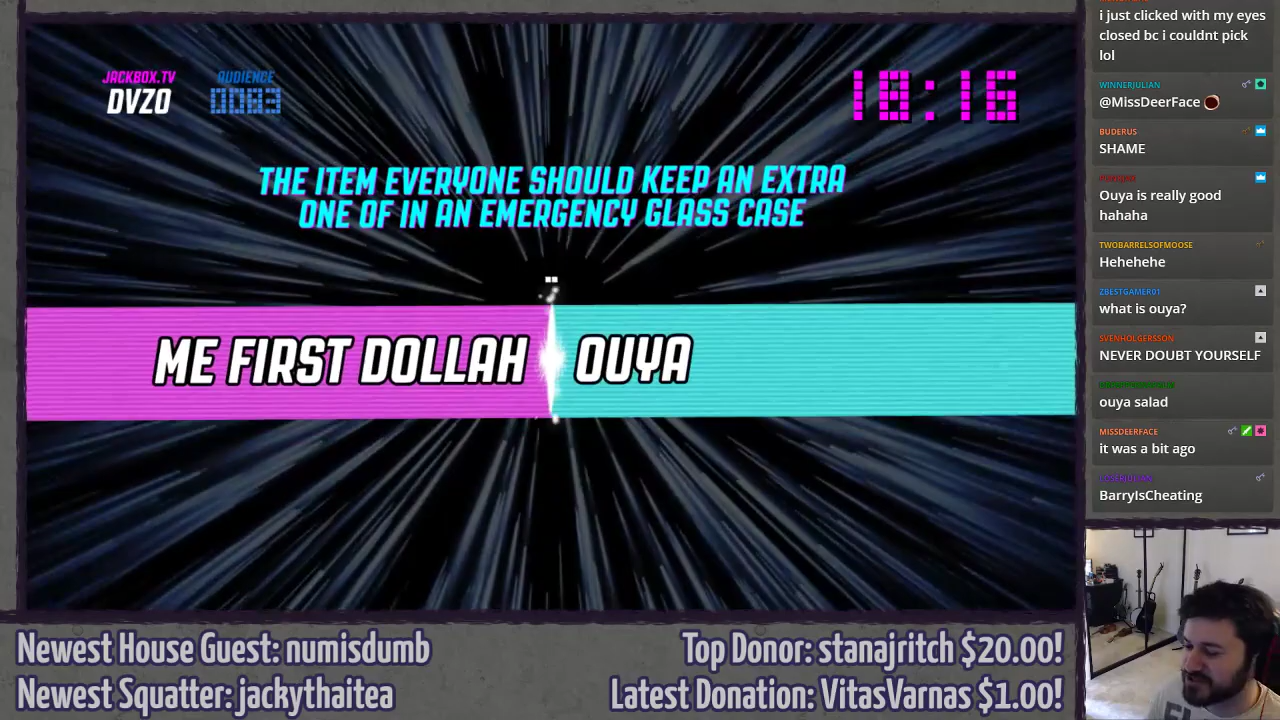 JACKBOX.TV
DVZO
AUDIENCE
0063
18:16
THE ITEM EVERYONE SHOULD KEEP AN EXTRA
ONE OF IN AN EMERGENCY GLASS CASE
ME FIRST DOLLAH
OUYA
i just clicked with my eyes
closed bc i couldnt pick
lol
WINNERJULIAN
@MissDeerFace
BUDERUS
SHAME
Ouya is really good
hahaha
TWOBARRELSOFMOOSE
Hehehehe
ZBESTGAMER01
what is ouya?
SVENHOLGERSSON
NEVER DOUBT YOURSELF
ouya salad
MISSDEERFACE
it was a bit ago
BarryIsCheating
Newest House Guest: numisdumb
Newest Squatter: jackythaitea
Top Donor: stanajritch $20.00!
Latest Donation: VitasVarnas $1.00!